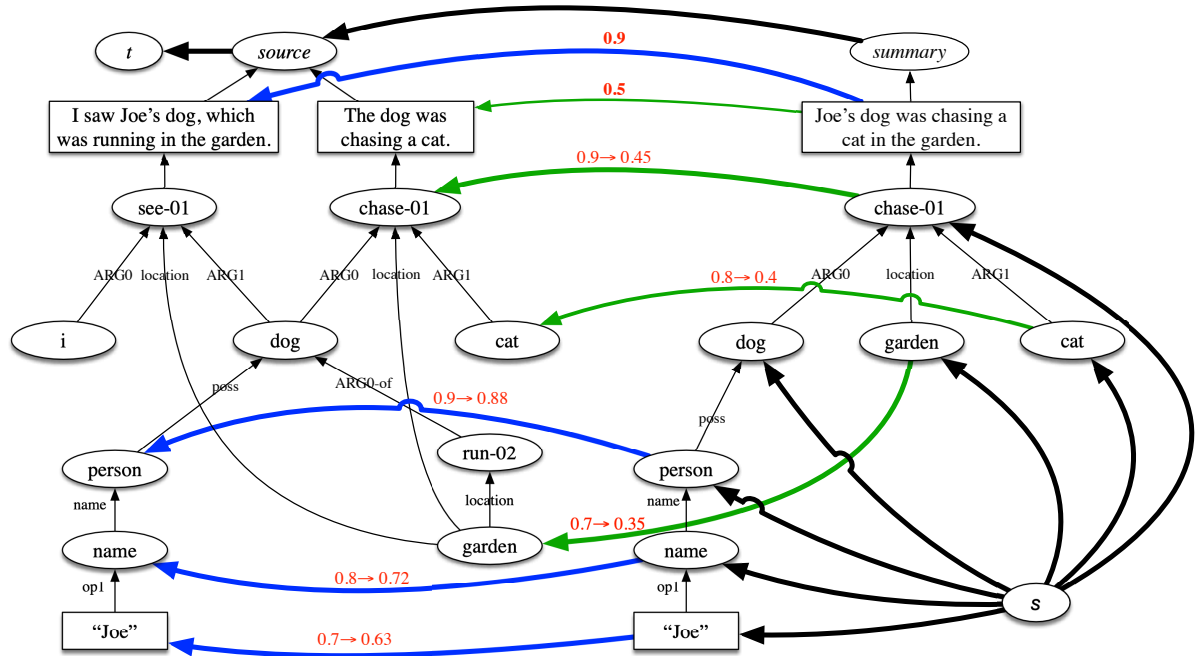 0.9
t
source
summary
0.5
I saw Joe's dog, which
was running in the garden.
The dog was
chasing a cat.
Joe's dog was chasing a
cat in the garden.
0.9→ 0.45
see-01
chase-01
chase-01
ARG0
location
ARG1
ARG0
location
ARG1
0.8→ 0.4
ARG0
location
ARG1
i
dog
cat
dog
garden
cat
poss
ARG0-of
0.9→ 0.88
poss
person
run-02
person
name
location
name
0.7→ 0.35
name
garden
name
0.8→ 0.72
op1
op1
s
“Joe”
0.7→ 0.63
“Joe”